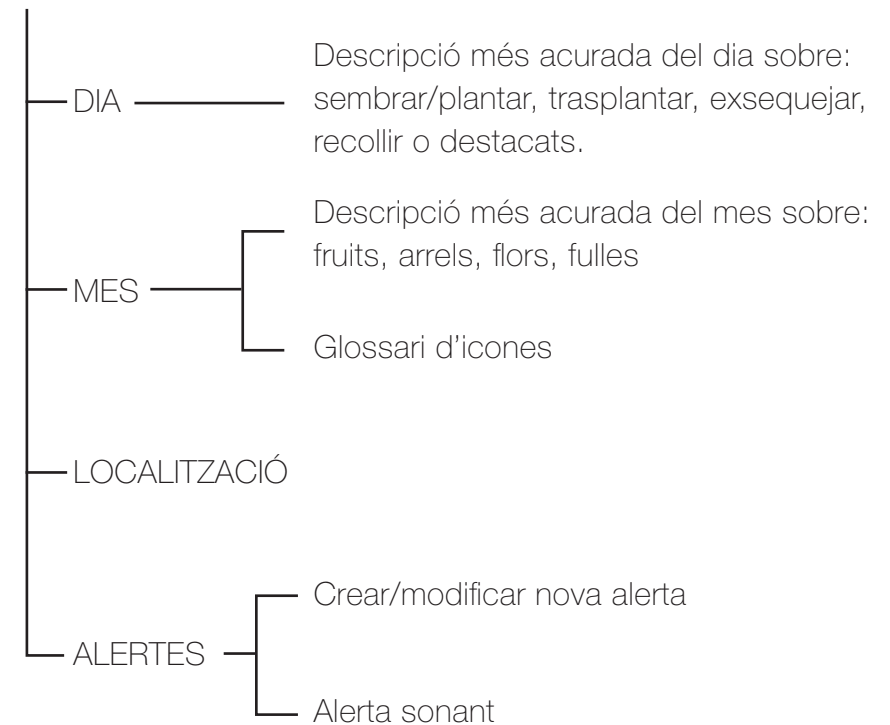 DIA
Descripció més acurada del dia sobre:
sembrar/plantar, trasplantar, exsequejar,
recollir o destacats.
MES
Descripció més acurada del mes sobre:
fruits, arrels, flors, fulles
Glossari d’icones
LOCALITZACIÓ
ALERTES
Crear/modificar nova alerta
Alerta sonant